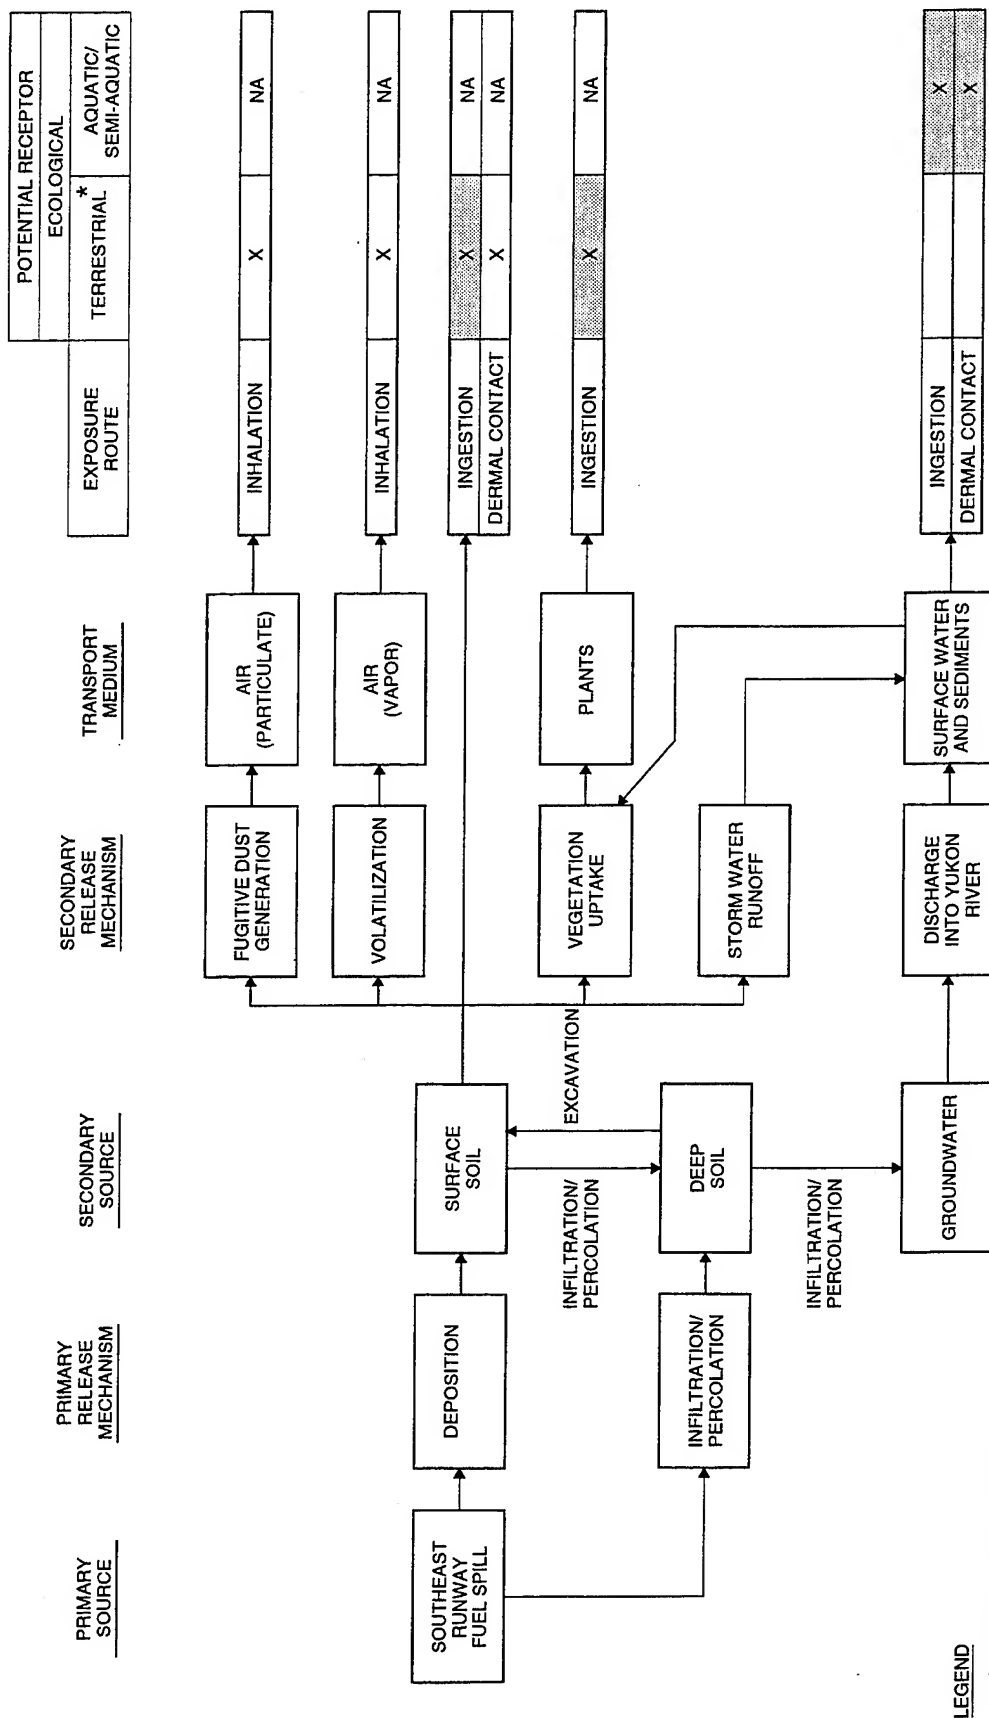 PRIMARY
SOURCE
PRIMARY
RELEASE
MECHANISM
SECONDARY
SOURCE
SECONDARY
RELEASE
MECHANISM
TRANSPORT
MEDIUM
EXPOSURE
ROUTE
POTENTIAL RECEPTOR
ECOLOGICAL
TERRESTRIAL *
AQUATIC/
SEMI-AQUATIC
FUGITIVE DUST
GENERATION
AIR
(PARTICULATE)
INHALATION
X
NA
VOLATILIZATION
AIR
(VAPOR)
INHALATION
X
NA
SOUTHEAST
RUNWAY
FUEL SPILL
DEPOSITION
SURFACE
SOIL
INGESTION
X
NA
DERMAL CONTACT
X
NA
INFILTRATION/
PERCOLATION
EXCAVATION
VEGETATION
UPTAKE
PLANTS
INGESTION
X
NA
INFILTRATION/
PERCOLATION
DEEP
SOIL
STORM WATER
RUNOFF
INFILTRATION/
PERCOLATION
GROUNDWATER
DISCHARGE
INTO YUKON
RIVER
SURFACE WATER
AND SEDIMENTS
INGESTION
X
DERMAL CONTACT
X
LEGEND